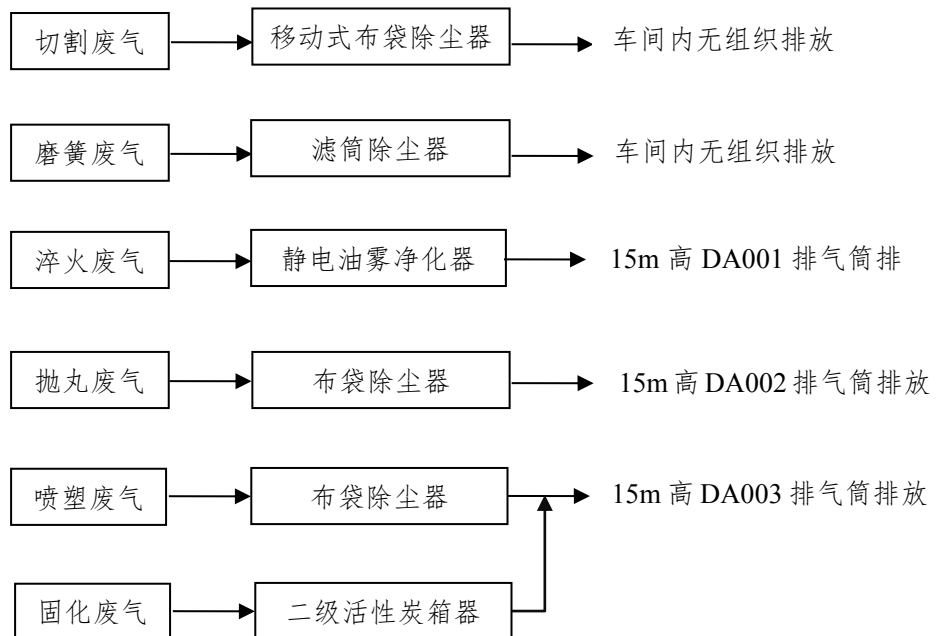 切割废气 移动式布袋除尘器 车间内无组织排放
磨簧废气 滤筒除尘器 车间内无组织排放
淬火废气 静电油雾净化器 15m 高 DA001 排气筒排
抛丸废气 布袋除尘器 15m 高 DA002 排气筒排放
喷塑废气 布袋除尘器 15m 高 DA003 排气筒排放
固化废气 二级活性炭箱器